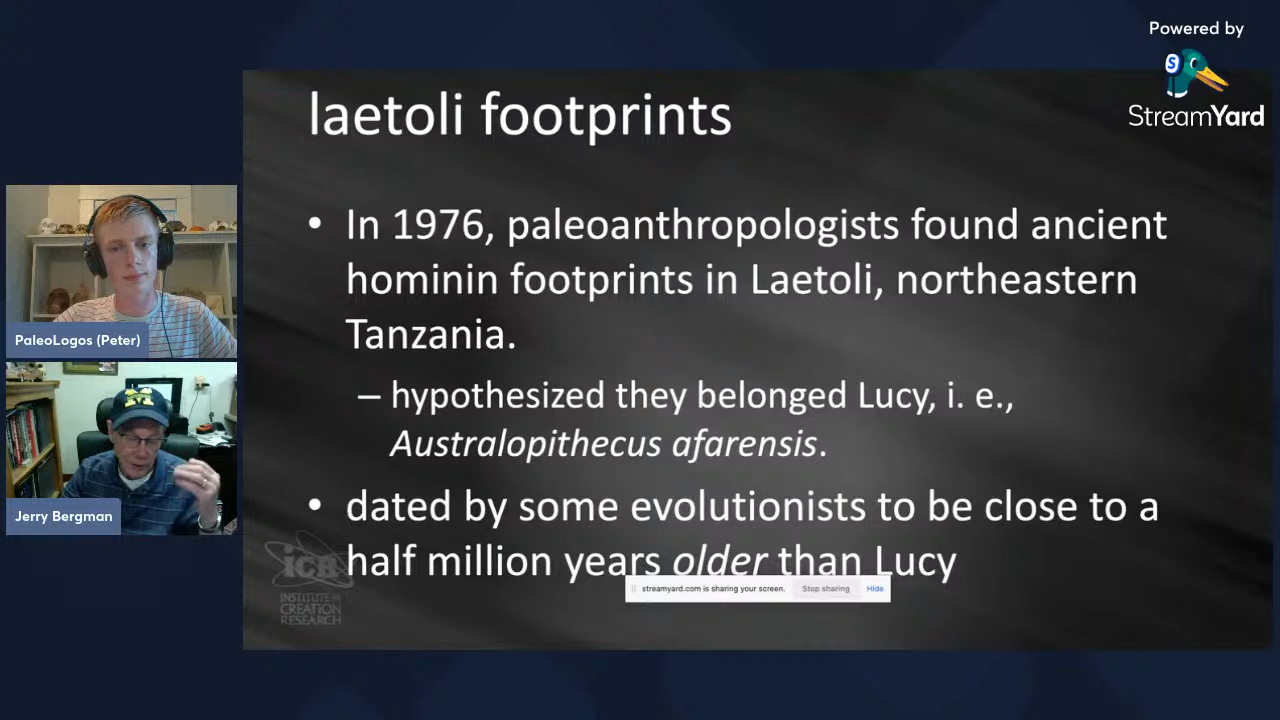 Powered by
StreamYard
laetoli footprints
• In 1976, paleoanthropologists found ancient
hominin footprints in Laetoli, northeastern
Tanzania.
– hypothesized they belonged Lucy, i. e.,
Australopithecus afarensis.
• dated by some evolutionists to be close to a
half million years older than Lucy
PaleoLogos (Peter)
Jerry Bergman
icr
INSTITUTE for
CREATION
RESEARCH
streamyard.com is sharing your screen. Stop sharing Hide